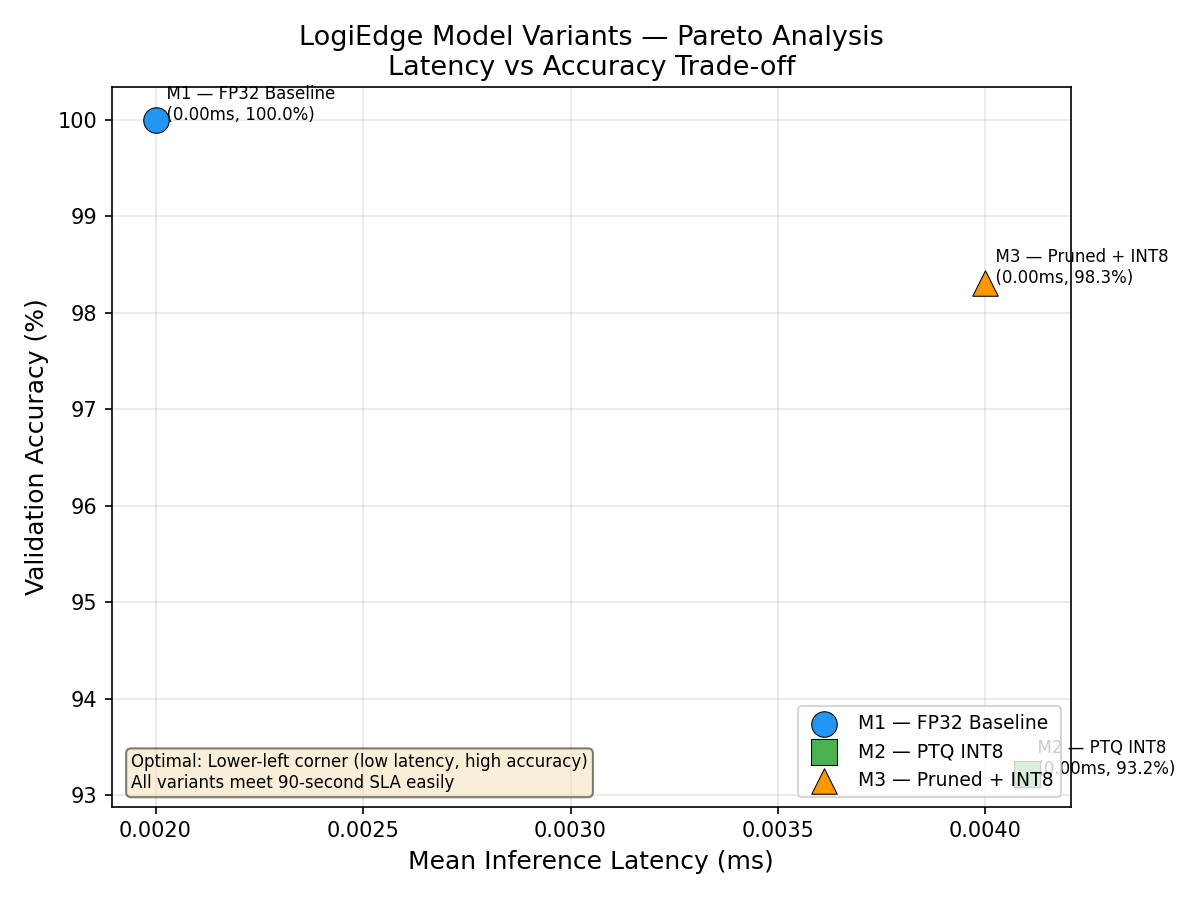 LogiEdge Model Variants — Pareto Analysis
Latency vs Accuracy Trade-off
M1 — FP32 Baseline
(0.00ms, 100.0%)
M3 — Pruned + INT8
(0.00ms, 98.3%)
M2 — PTQ INT8
(0.00ms, 93.2%)
Validation Accuracy (%)
100
99
98
97
96
95
94
93
Optimal: Lower-left corner (low latency, high accuracy)
All variants meet 90-second SLA easily
M1 — FP32 Baseline
M2 — PTQ INT8
M3 — Pruned + INT8
0.0020
0.0025
0.0030
0.0035
0.0040
Mean Inference Latency (ms)